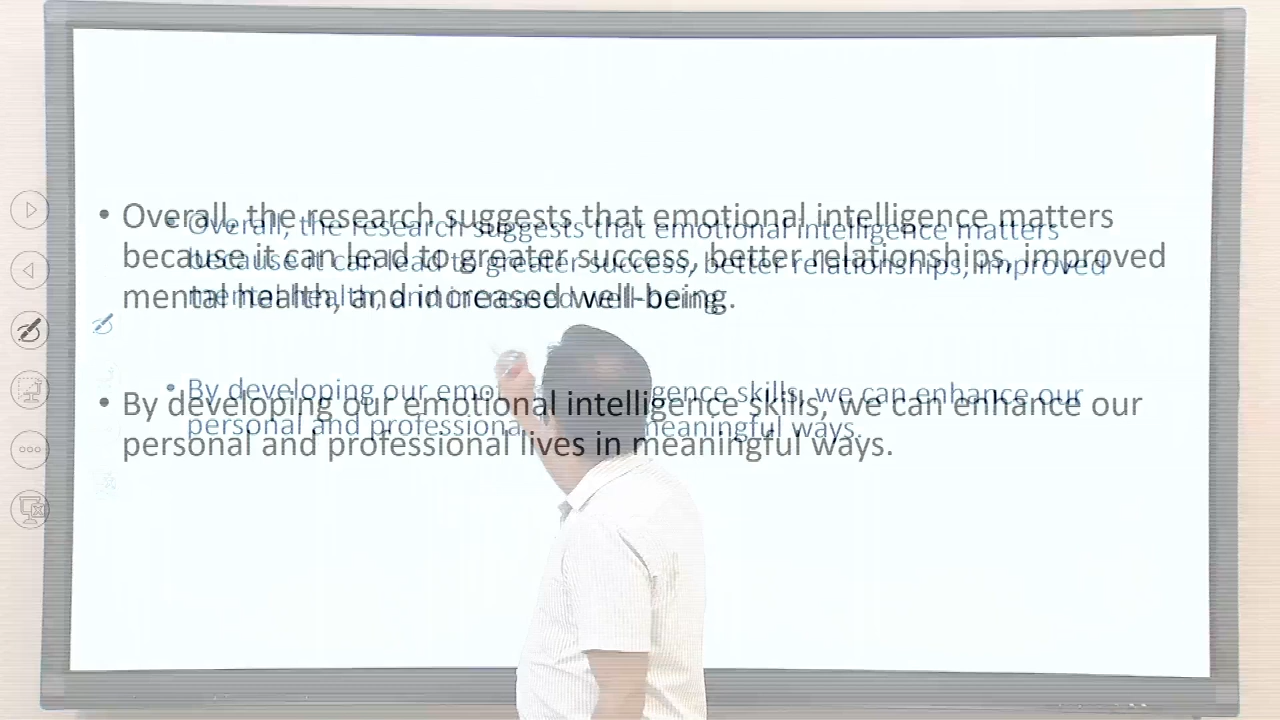 • Overall, the research suggests that emotional intelligence matters
because it can lead to greater success, better relationships, improved
mental health, and increased well-being.
• By developing our emotional intelligence skills, we can enhance our
personal and professional lives in meaningful ways.